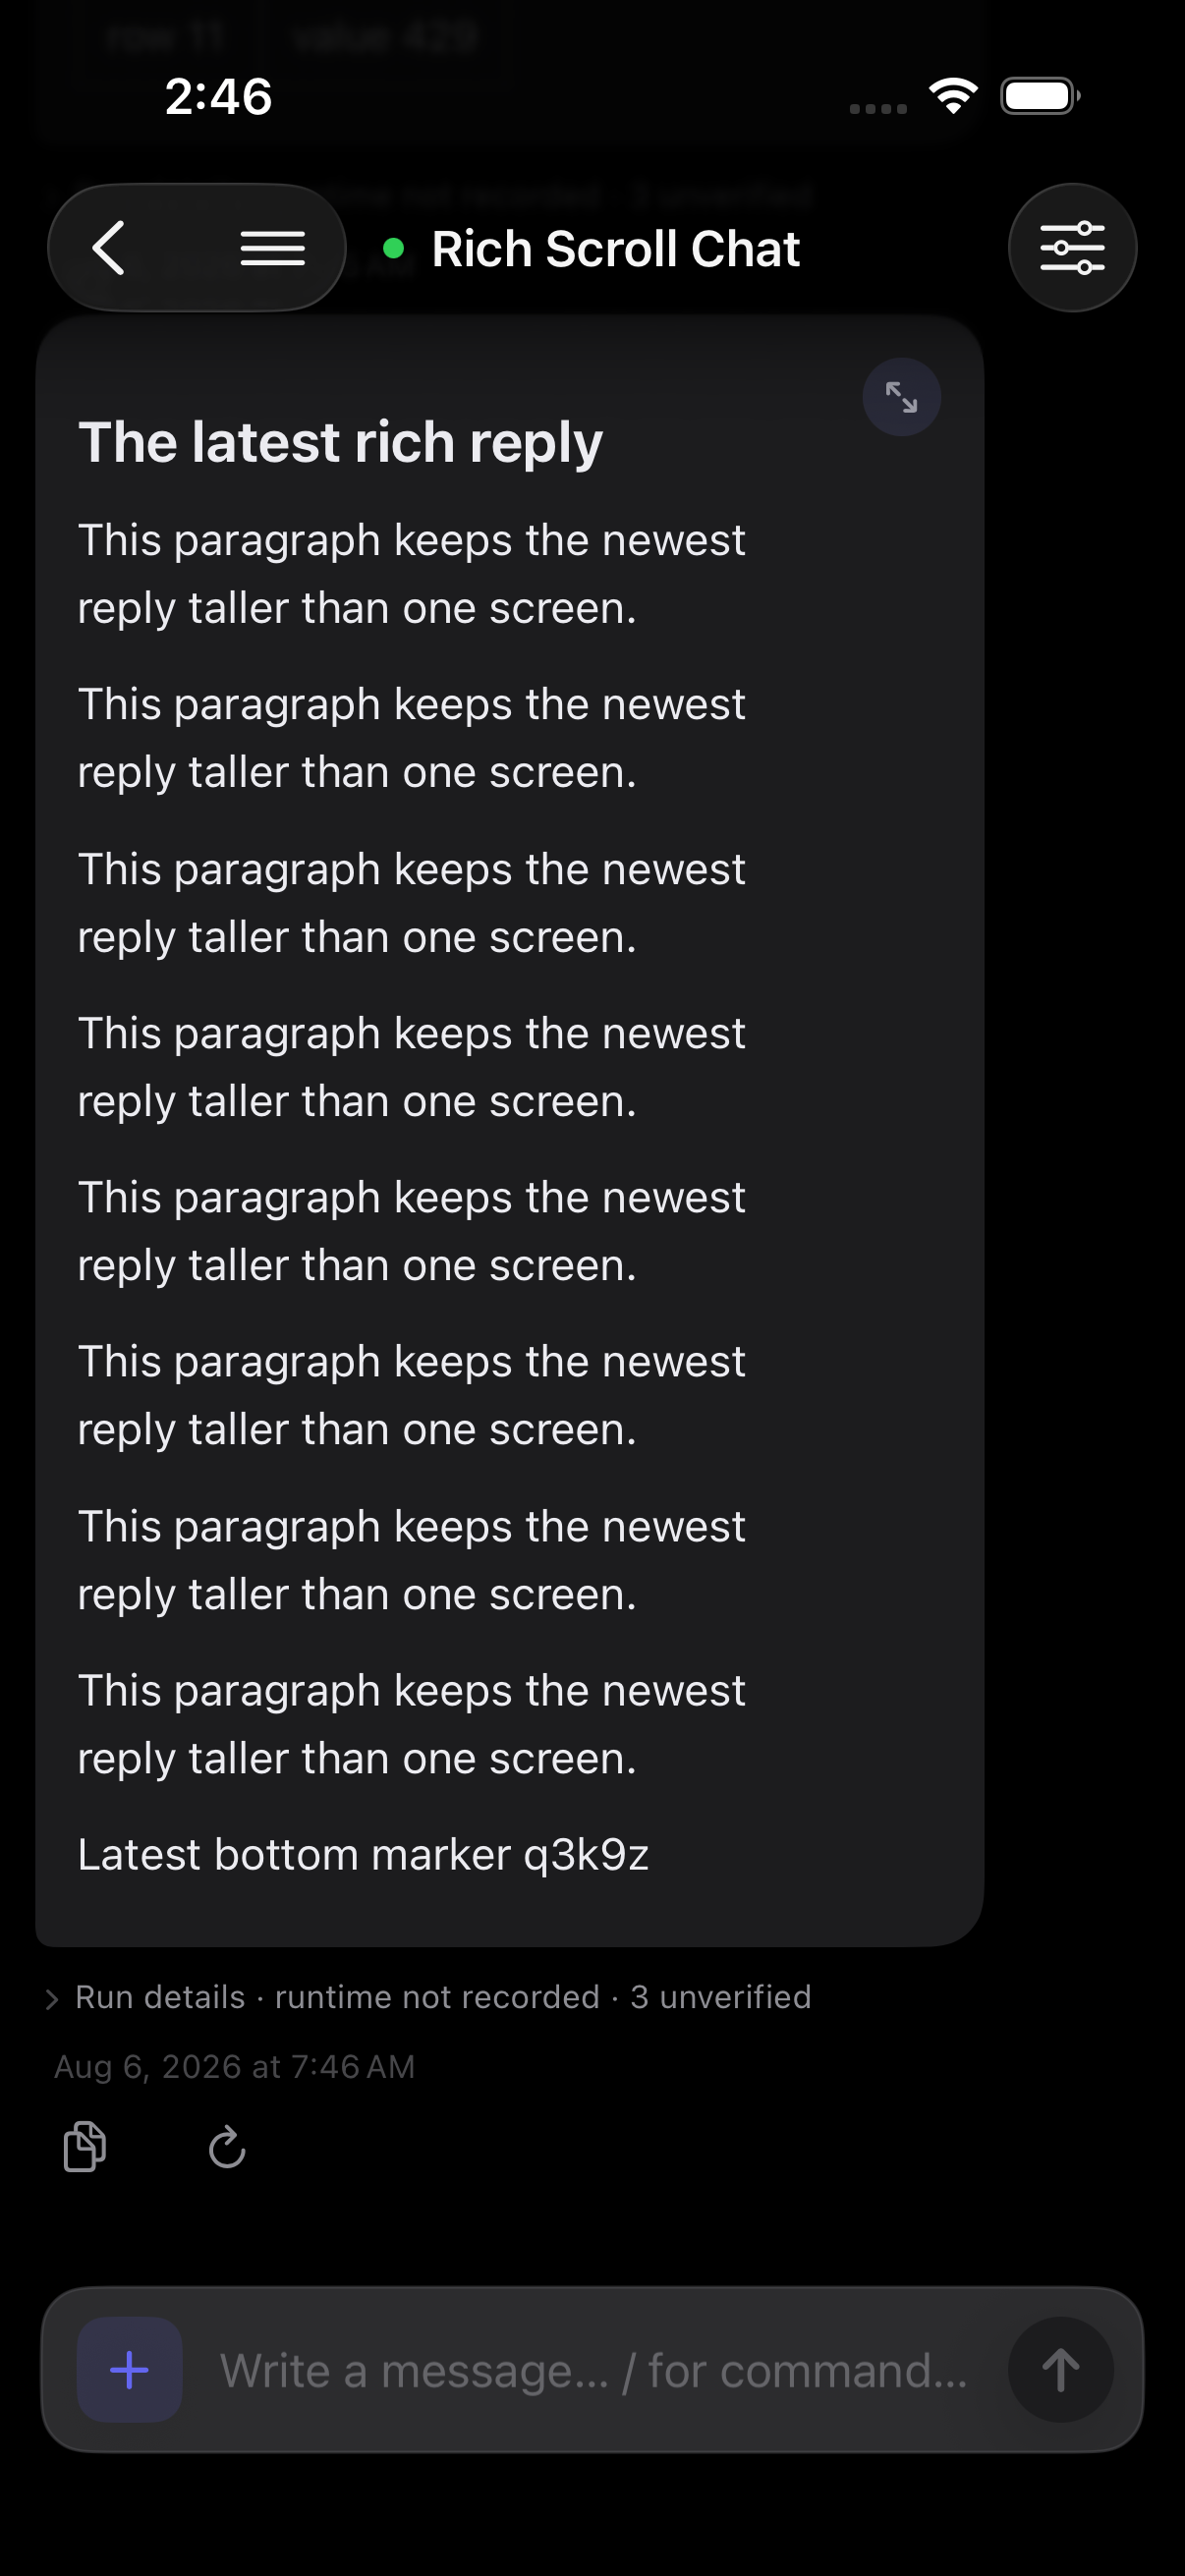 row 11 value 429
2:46
Rich Scroll Chat
The latest rich reply
This paragraph keeps the newest
reply taller than one screen.
This paragraph keeps the newest
reply taller than one screen.
This paragraph keeps the newest
reply taller than one screen.
This paragraph keeps the newest
reply taller than one screen.
This paragraph keeps the newest
reply taller than one screen.
This paragraph keeps the newest
reply taller than one screen.
This paragraph keeps the newest
reply taller than one screen.
This paragraph keeps the newest
reply taller than one screen.
Latest bottom marker q3k9z
Run details · runtime not recorded · 3 unverified
Aug 6, 2026 at 7:46 AM
Write a message... / for command...